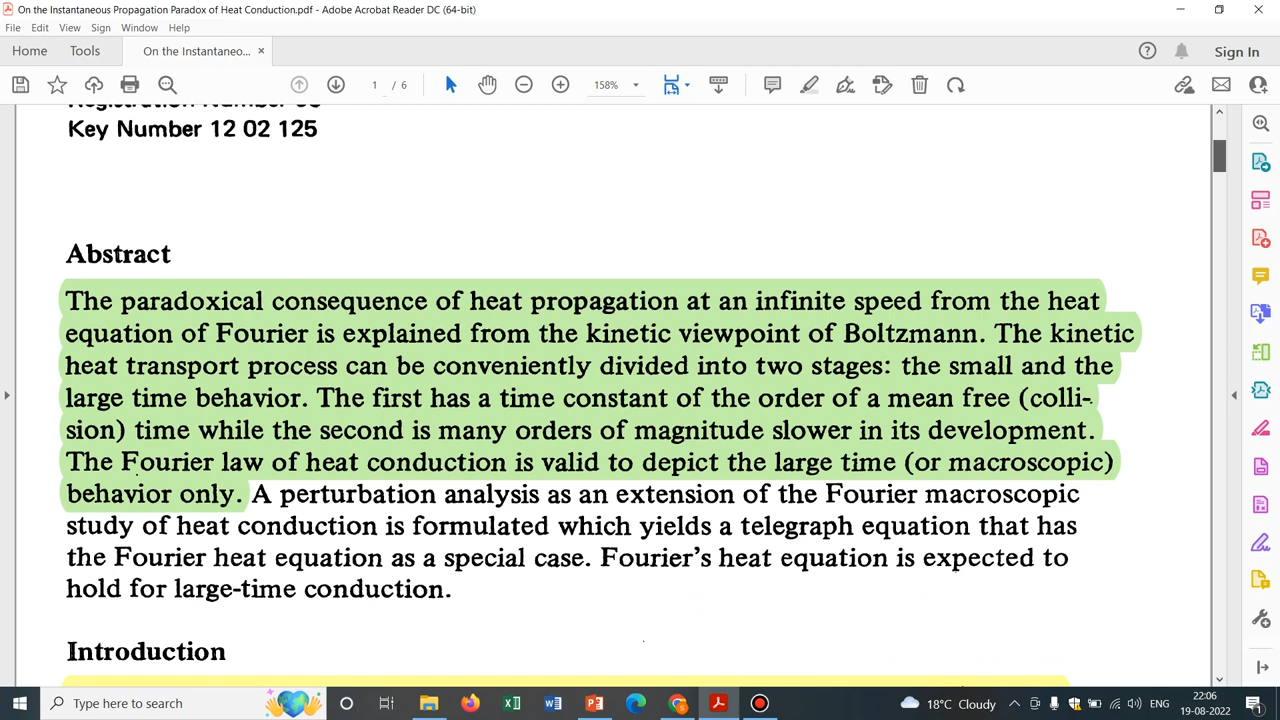 On the Instantaneous Propagation Paradox of Heat Conduction.pdf - Adobe Acrobat Reader DC (64-bit)
File Edit View Sign Window Help
Home Tools On the Instantaneo... × Sign In
1 / 6 158%
Registration Number
Key Number 12 02 125
Abstract
The paradoxical consequence of heat propagation at an infinite speed from the heat
equation of Fourier is explained from the kinetic viewpoint of Boltzmann. The kinetic
heat transport process can be conveniently divided into two stages: the small and the
large time behavior. The first has a time constant of the order of a mean free (colli-
sion) time while the second is many orders of magnitude slower in its development.
The Fourier law of heat conduction is valid to depict the large time (or macroscopic)
behavior only. A perturbation analysis as an extension of the Fourier macroscopic
study of heat conduction is formulated which yields a telegraph equation that has
the Fourier heat equation as a special case. Fourier's heat equation is expected to
hold for large-time conduction.
Introduction
Type here to search
18°C Cloudy
ENG
22:06
19-08-2022